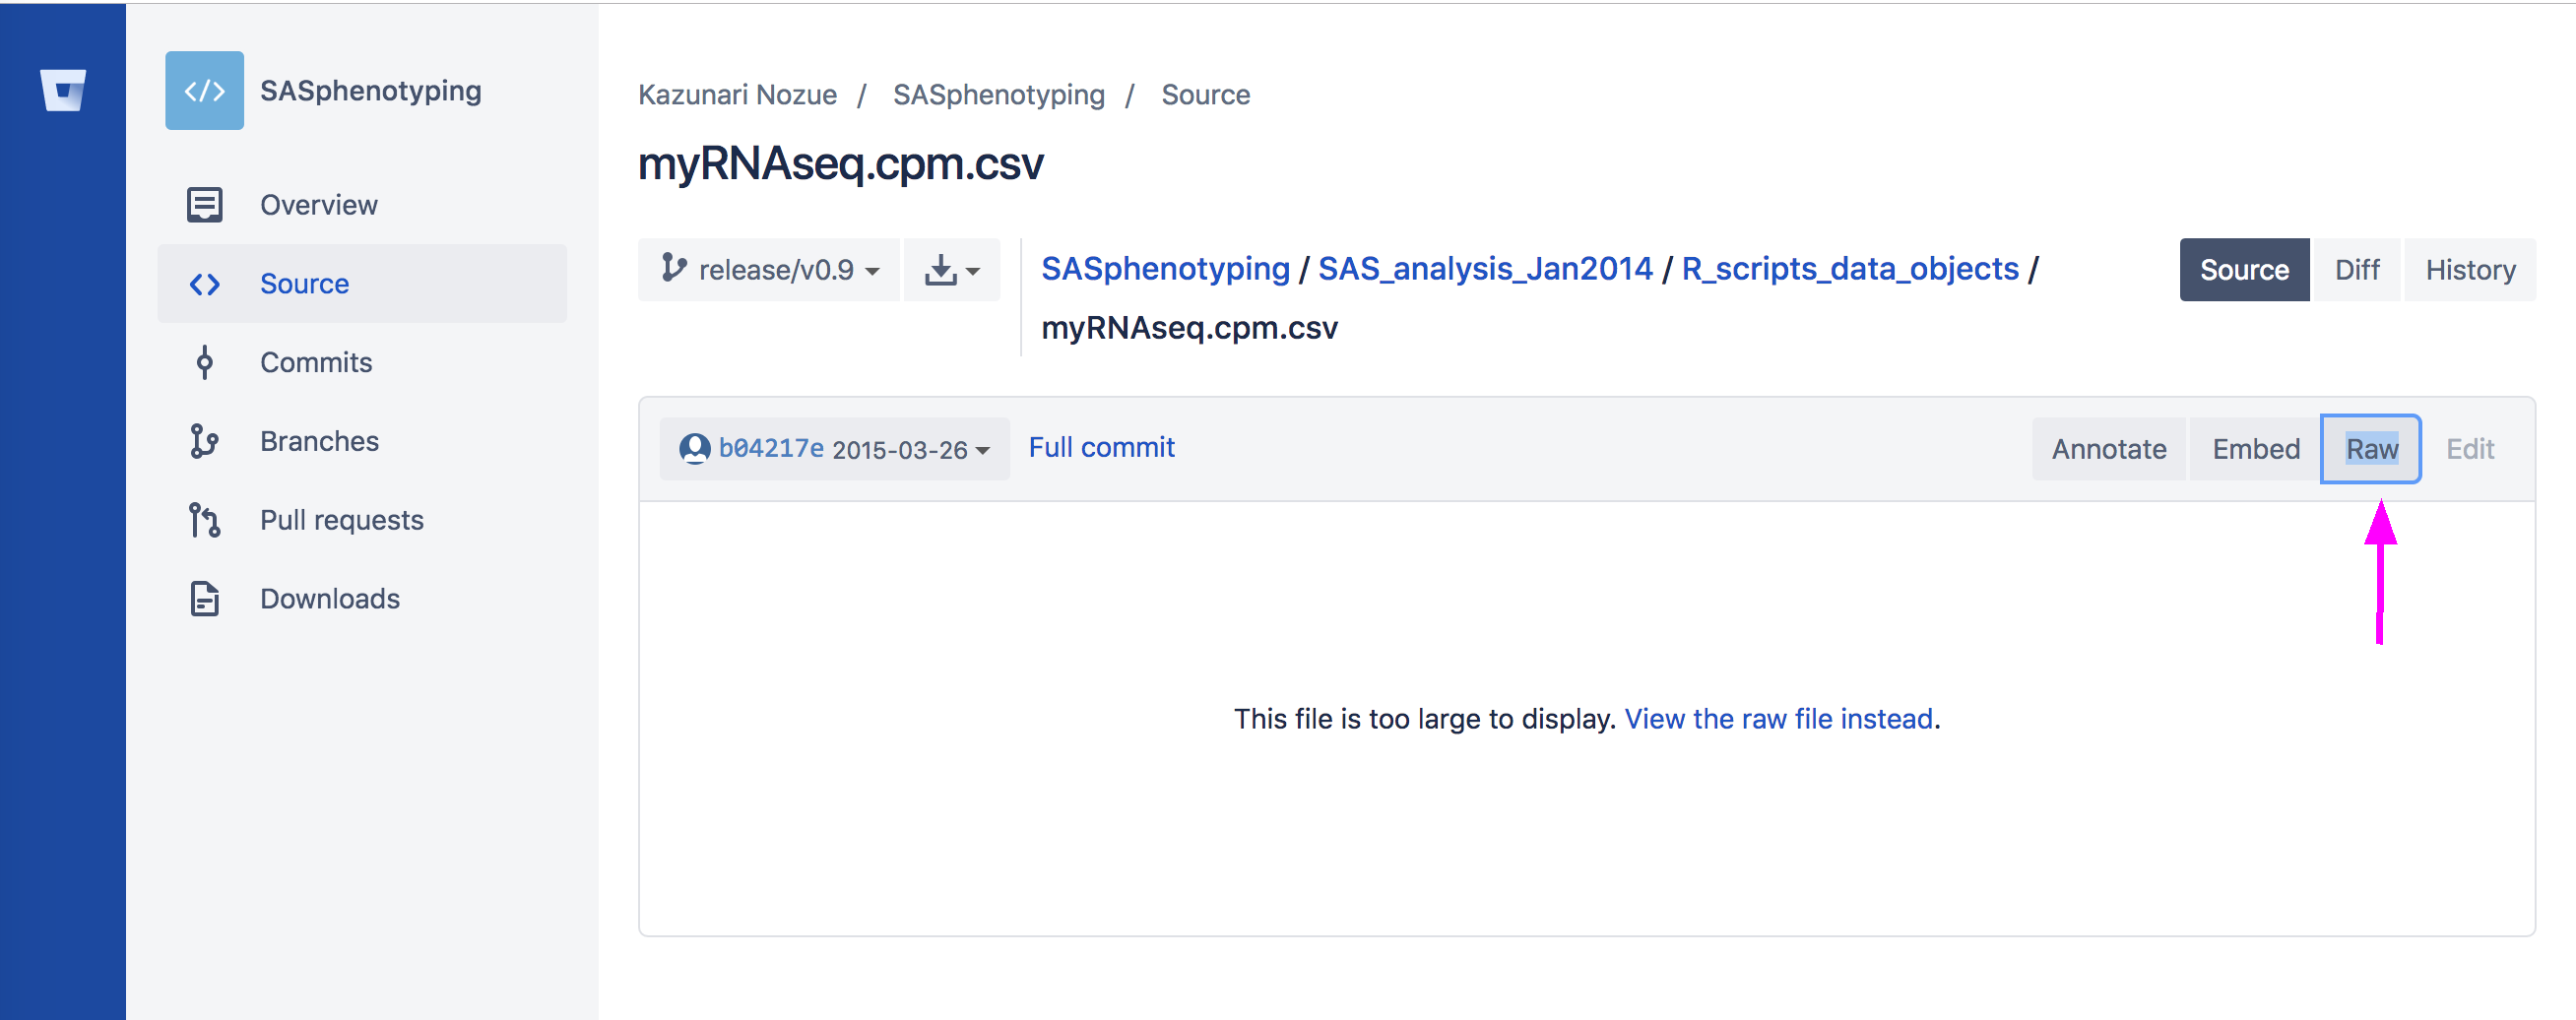 SASphenotyping
Overview
Source
Commits
Branches
Pull requests
Downloads
Kazunari Nozue / SASphenotyping / Source
myRNAseq.cpm.csv
release/v0.9
SASphenotyping / SAS_analysis_Jan2014 / R_scripts_data_objects /
myRNAseq.cpm.csv
Source Diff History
b04217e 2015-03-26 Full commit
Annotate Embed Raw Edit
This file is too large to display. View the raw file instead.